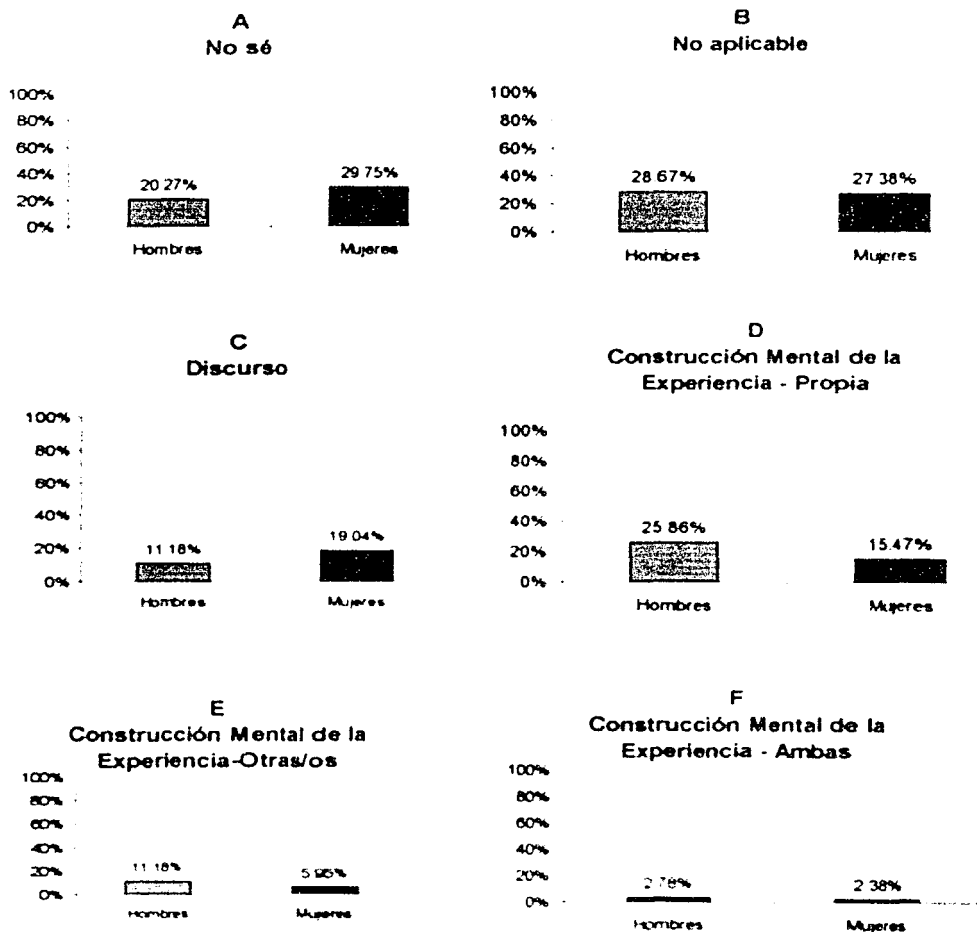 A
No sé
100%
80%
60%
40%
20%
0%
20.27%
29.75%
Hombres
Mujeres
B
No aplicable
100%
80%
60%
40%
20%
0%
28.67%
27.38%
Hombres
Mujeres
C
Discurso
100%
80%
60%
40%
20%
0%
11.18%
19.04%
Hombres
Mujeres
D
Construcción Mental de la
Experiencia - Propia
100%
80%
60%
40%
20%
0%
25.86%
15.47%
Hombres
Mujeres
E
Construcción Mental de la
Experiencia-Otras/os
100%
80%
60%
40%
20%
0%
11.18%
5.95%
Hombres
Mujeres
F
Construcción Mental de la
Experiencia - Ambas
100%
80%
60%
40%
20%
0%
2.78%
2.38%
Hombres
Mujeres